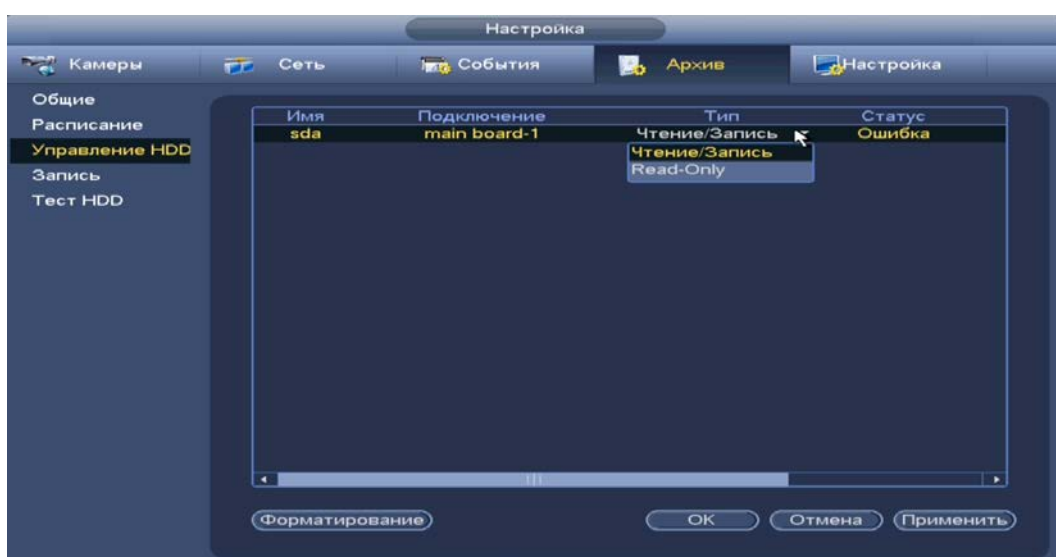 Настройка
Камеры Сеть События Архив Настройка
Общие
Расписание
Управление HDD
Запись
Тест HDD
Имя Подключение Тип Статус
sda main board-1 Чтение/Запись Ошибка
Чтение/Запись
Read-Only
Форматирование OK Отмена Применить